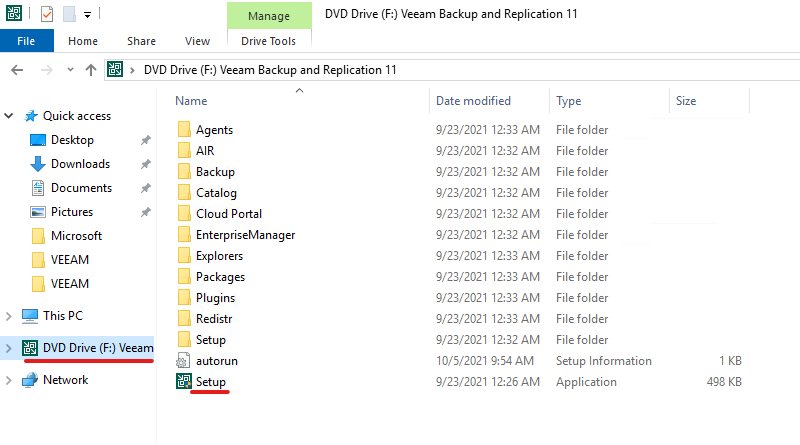 Manage
DVD Drive (F:) Veeam Backup and Replication 11
File Home Share View Drive Tools
DVD Drive (F:) Veeam Backup and Replication 11
Name Date modified Type Size
Quick access
Desktop
Downloads
Documents
Pictures
Microsoft
VEEAM
VEEAM
This PC
DVD Drive (F:) Veeam
Network
Agents 9/23/2021 12:33 AM File folder
AIR 9/23/2021 12:32 AM File folder
Backup 9/23/2021 12:32 AM File folder
Catalog 9/23/2021 12:32 AM File folder
Cloud Portal 9/23/2021 12:32 AM File folder
EnterpriseManager 9/23/2021 12:32 AM File folder
Explorers 9/23/2021 12:33 AM File folder
Packages 9/23/2021 12:33 AM File folder
Plugins 9/23/2021 12:33 AM File folder
Redistr 9/23/2021 12:33 AM File folder
Setup 9/23/2021 12:32 AM File folder
autorun 10/5/2021 9:54 AM Setup Information 1 KB
Setup 9/23/2021 12:26 AM Application 498 KB